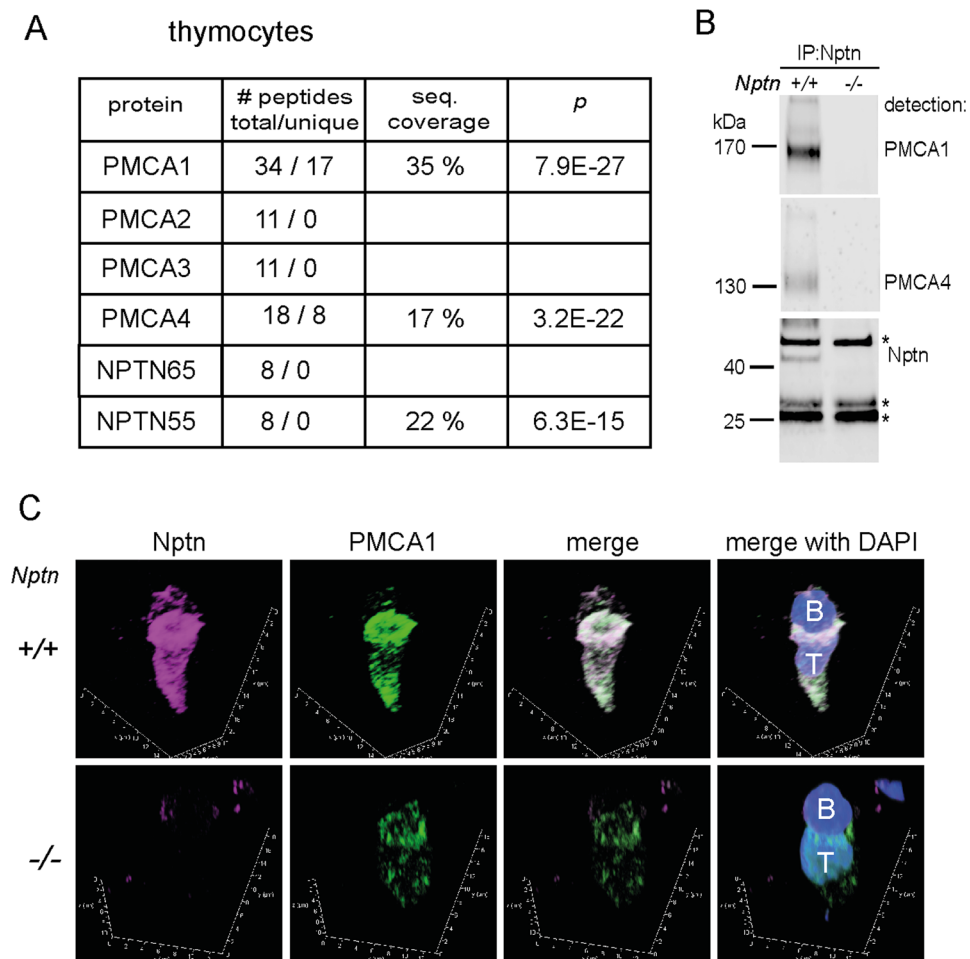 A
thymocytes
protein # peptides total/unique seq. coverage p
PMCA1 34 / 17 35 % 7.9E-27
PMCA2 11 / 0
PMCA3 11 / 0
PMCA4 18 / 8 17 % 3.2E-22
NPTN65 8 / 0
NPTN55 8 / 0 22 % 6.3E-15
B
IP:Nptn
Nptn +/+ -/- detection:
kDa
170 PMCA1
130 PMCA4
* Nptn
40
*
25 *
C
Nptn PMCA1 merge merge with DAPI
Nptn
+/+
B
T
-/-
B
T